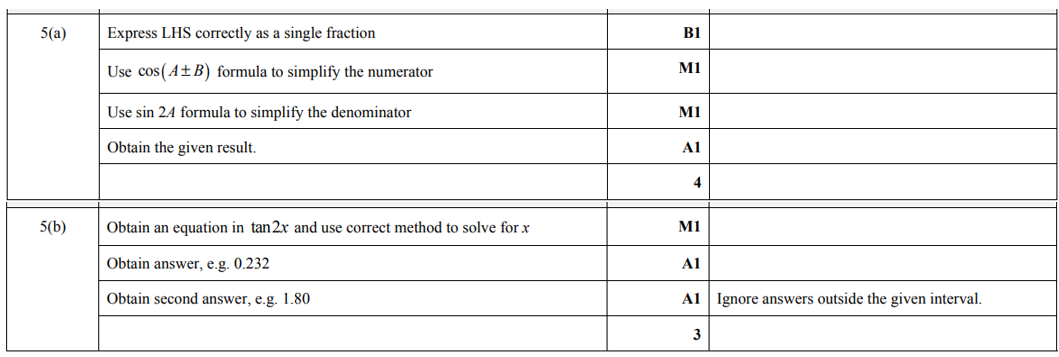 5(a) Express LHS correctly as a single fraction B1
Use cos(A±B) formula to simplify the numerator M1
Use sin 2A formula to simplify the denominator M1
Obtain the given result. A1
4
5(b) Obtain an equation in tan2x and use correct method to solve for x M1
Obtain answer, e.g. 0.232 A1
Obtain second answer, e.g. 1.80 A1 Ignore answers outside the given interval.
3